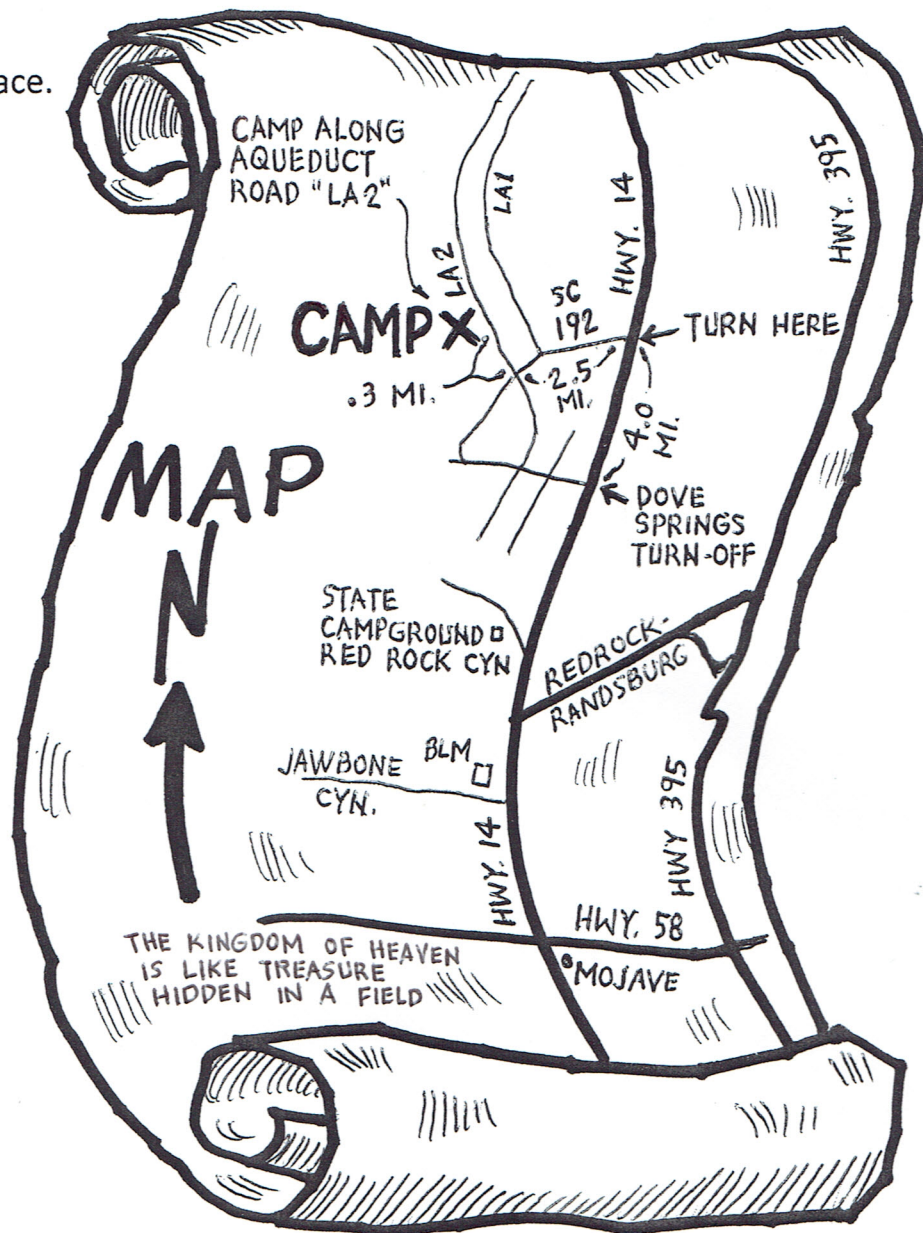 ace.
CAMP ALONG
AQUEDUCT
ROAD "LA2"
LA2
LA1
HWY. 14
HWY. 395
SC
192
TURN HERE
CAMP X
.3 MI.
2.5
MI.
4.0
MI.
MAP
DOVE
SPRINGS
TURN-OFF
N
STATE
CAMPGROUND
RED ROCK CYN
REDROCK-
RANDSBURG
JAWBONE
CYN.
BLM
HWY. 14
HWY 395
HWY. 58
MOJAVE
THE KINGDOM OF HEAVEN
IS LIKE TREASURE
HIDDEN IN A FIELD